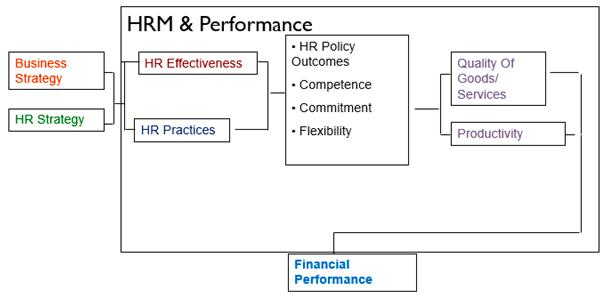 HRM & Performance
Business
Strategy
HR Strategy
HR Effectiveness
HR Practices
• HR Policy
Outcomes
• Competence
• Commitment
• Flexibility
Quality Of
Goods/
Services
Productivity
Financial
Performance